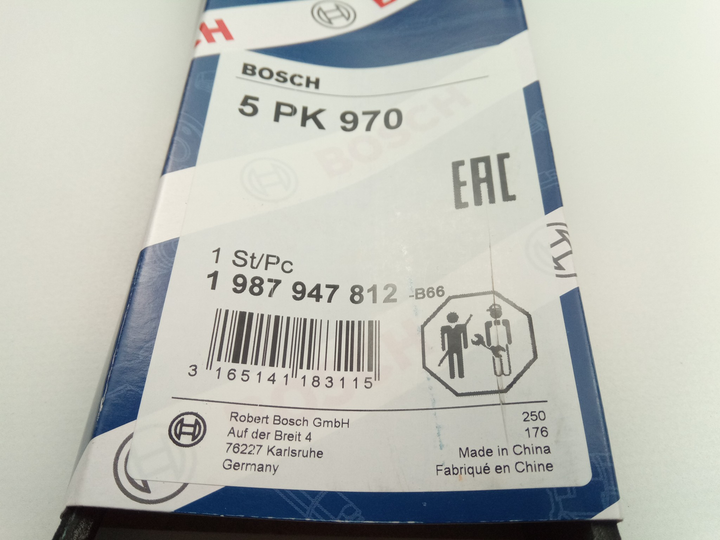 BOSCH
5 PK 970
BOSCH
EAC
1 St/Pc
1 987 947 812 -B66
3 165141 183115
Robert Bosch GmbH
Auf der Breit 4
76227 Karlsruhe
Germany
250
176
Made in China
Fabriqué en Chine